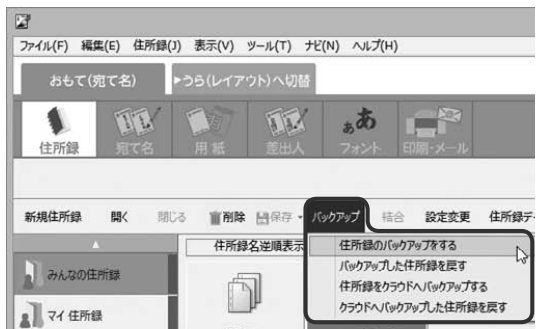 ファイル(F) 編集(E) 住所録(J) 表示(V) ツール(T) ナビ(N) ヘルプ(H)
おもて(宛て名) ▶うら(レイアウト)へ切替
あ あ
住所録 宛て名 用紙 差出人 フォント 印刷・メール
新規住所録 開く 閉じる 削除 保存 バックアップ 結合 設定変更 住所録デ
住所録名逆順表示
住所録のバックアップをする
バックアップした住所録を戻す
住所録をクラウドへバックアップする
クラウドへバックアップした住所録を戻す
みんなの住所録
マイ 住所録